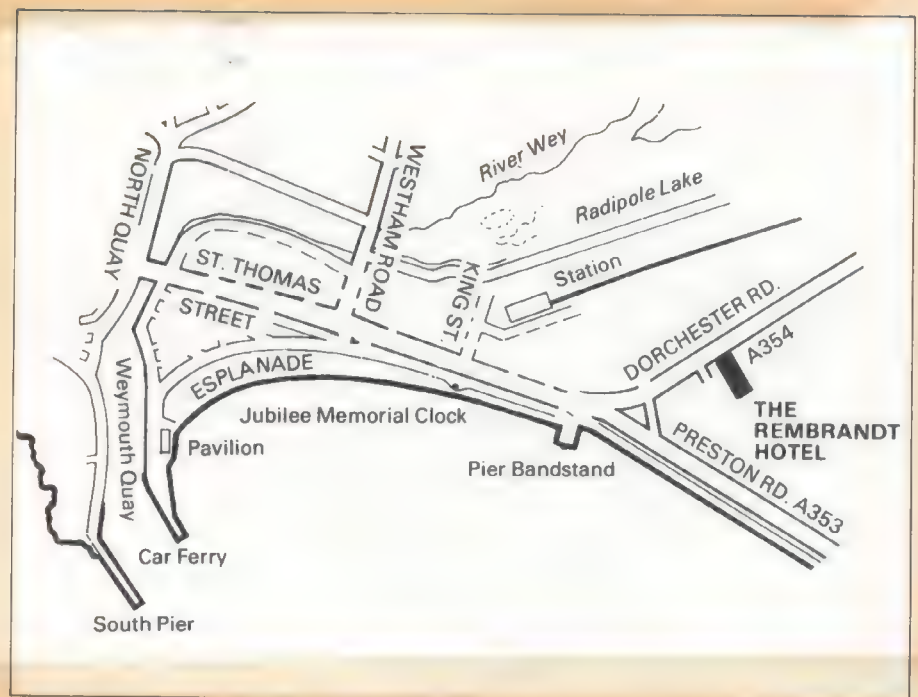 NORTH QUAY
WESTHAM ROAD
River Wey
Radipole Lake
ST. THOMAS
STREET
KING ST.
Station
DORCHESTER RD.
A354
ESPLANADE
Weymouth Quay
Jubilee Memorial Clock
THE
REMBRANDT
HOTEL
Pavilion
Pier Bandstand
PRESTON RD. A353
Car Ferry
South Pier